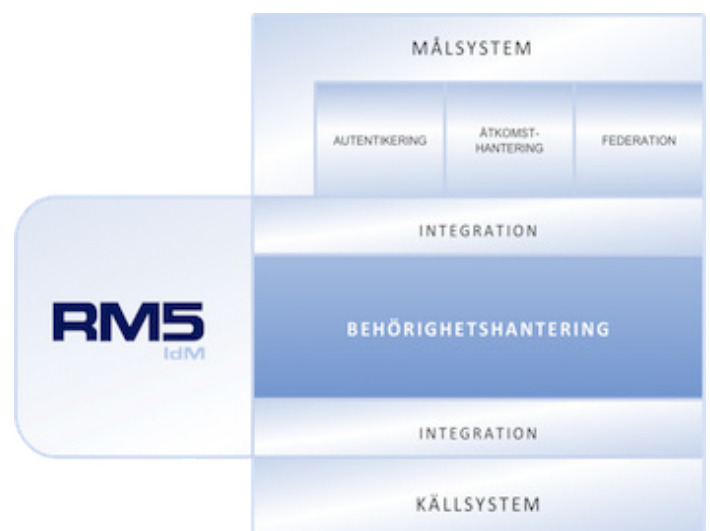 MÅLSYSTEM
AUTENTIKERING
ÅTKOMST-
HANTERING
FEDERATION
INTEGRATION
RM5
IdM
BEHÖRIGHETSHANTERING
INTEGRATION
KÄLLSYSTEM